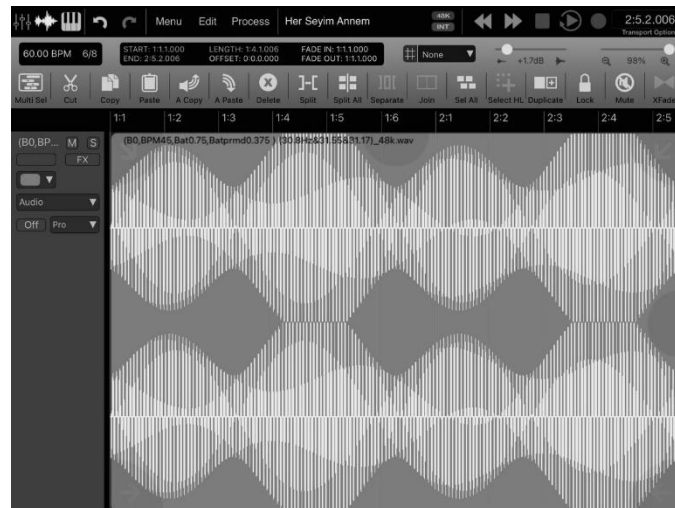 Menu Edit Process Her Seyim Annem 48K INT 2:5.2.006
Transport Option
60.00 BPM 6/8 START: 1:1.1.000 LENGTH: 1:4.1.006 FADE IN: 1:1.1.000 None +1.7dB 98%
END: 2:5.2.006 OFFSET: 0:0.0.000 FADE OUT: 1:1.1.000
Multi Sel Cut Copy Paste A Copy A Paste Delete Split Split All Separate Join Sel All Select HL Duplicate Lock Mute XFade
1:1 1:2 1:3 1:4 1:5 1:6 2:1 2:2 2:3 2:4 2:5
(B0,BP... M S (B0,BPM45,Bat0.75,Batprmd0.375 ) (30.8Hz&31.55&31.17)_48k.wav
FX
Audio
Off Pro